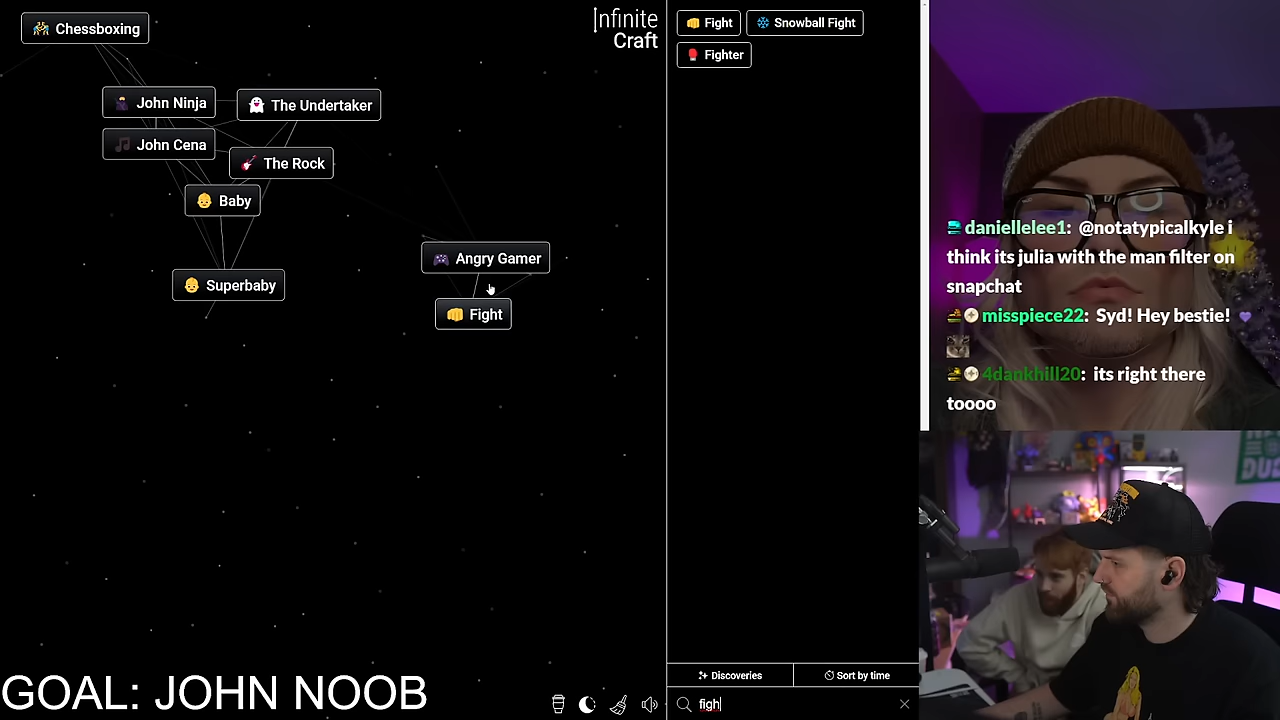 Chessboxing
Infinite
Craft
John Ninja
The Undertaker
John Cena
The Rock
Baby
Superbaby
Angry Gamer
Fight
Fight
Snowball Fight
Fighter
Discoveries
Sort by time
figh
GOAL: JOHN NOOB
daniellelee1: @notatypicalkyle i
think its julia with the man filter on
snapchat
misspiece22: Syd! Hey bestie!
4dankhill20: its right there
toooo